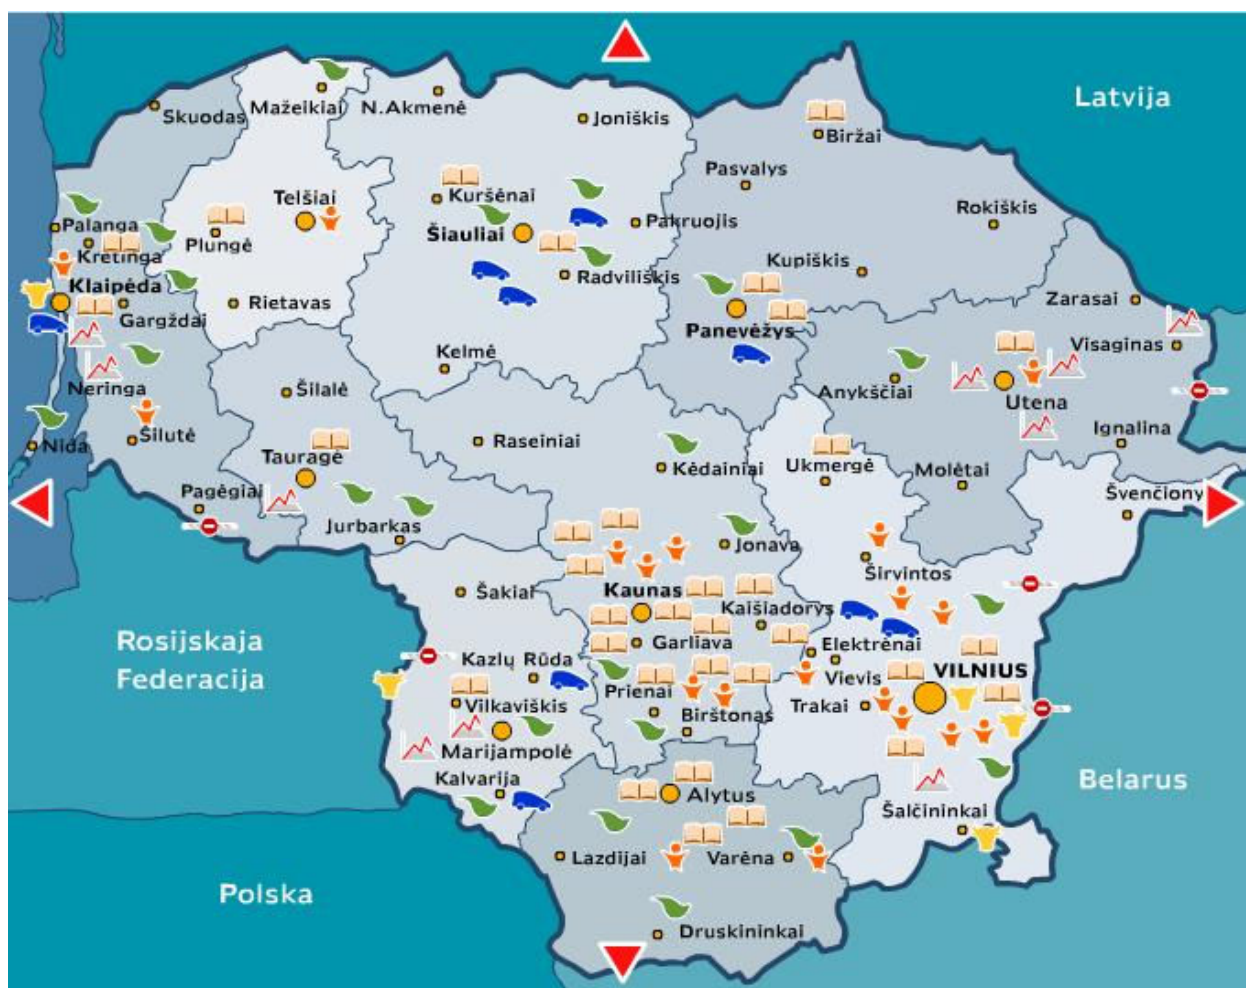 Latvija
Skuodas
Mažeikiai
N.Akmenė
Joniškis
Biržai
Pasvalys
Rokiškis
Telšiai
Kuršėnai
Palanga
Plungė
Šiauliai
Pakruojis
Kretinga
Kupiškis
Radviliškis
Klaipėda
Rietavas
Zarasai
Gargždai
Panevėžys
Visaginas
Kelmė
Neringa
Šilalė
Anykščiai
Utena
Ignalina
Nida
Šilutė
Raseiniai
Tauragė
Kėdainiai
Ukmergė
Molėtai
Pagėgiai
Švenčiony
Jurbarkas
Jonava
Širvintos
Šakiai
Kaunas
Kaišiadorys
Rosijskaja
Federacija
Garliava
Elektrėnai
Kazlų Rūda
Vievis
VILNIUS
Prienai
Vilkaviškis
Birštonas
Trakai
Marijampolė
Kalvarija
Belarus
Alytus
Šalčininkai
Lazdijai
Varėna
Polska
Druskininkai